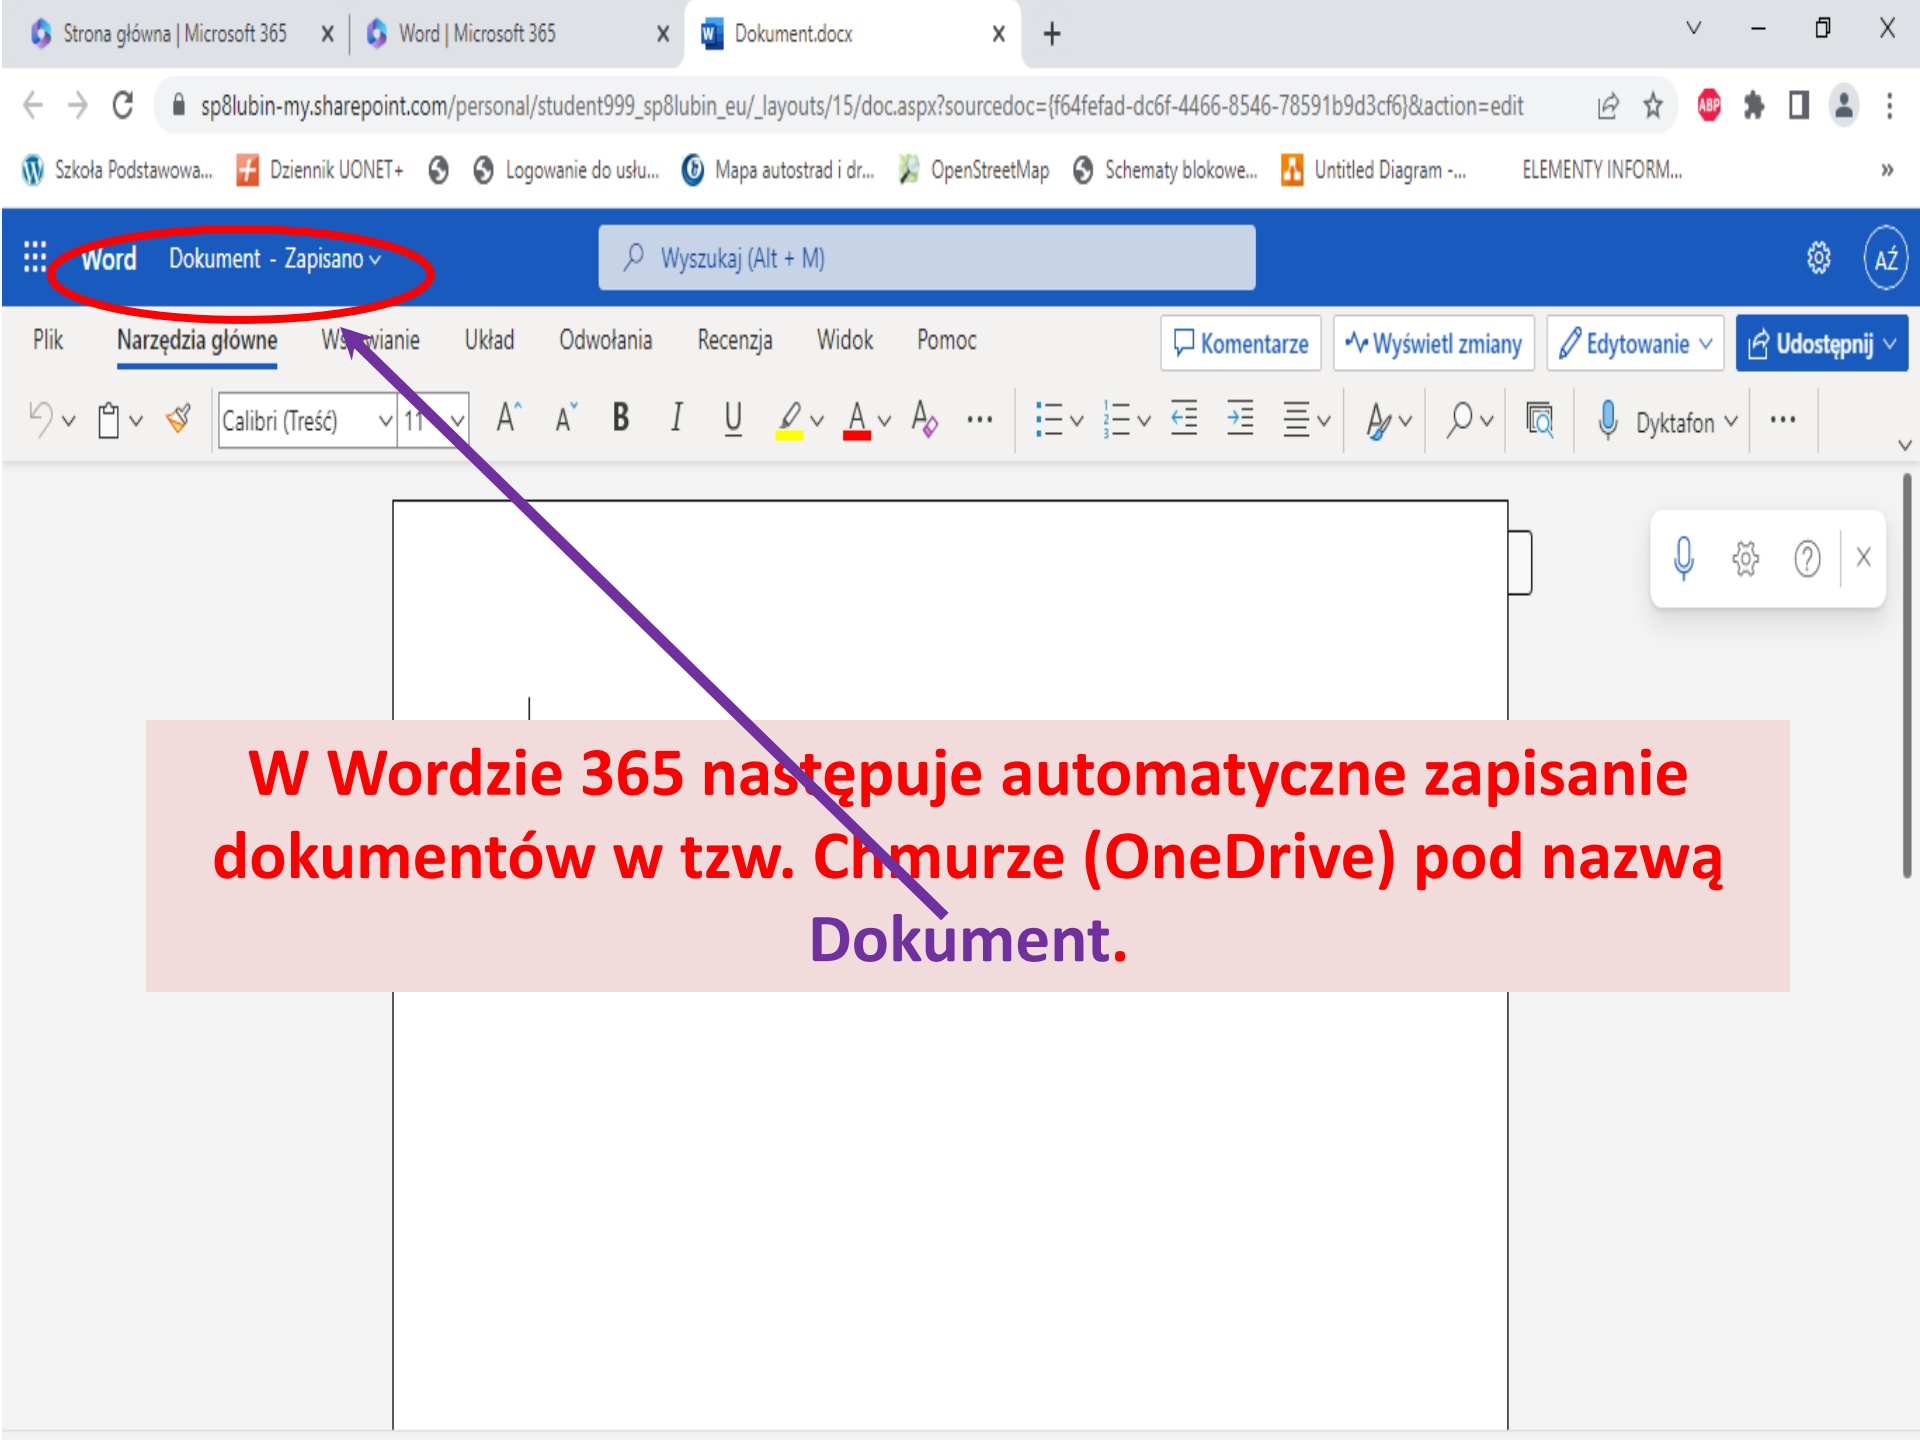 Strona główna | Microsoft 365
Word | Microsoft 365
Dokument.docx
sp8lubin-my.sharepoint.com/personal/student999_sp8lubin_eu/_layouts/15/doc.aspx?sourcedoc={f64fefad-dc6f-4466-8546-78591b9d3cf6}&action=edit
ABP
Szkoła Podstawowa... Dziennik UONET+ Logowanie do usłu... Mapa autostrad i dr... OpenStreetMap Schematy blokowe... Untitled Diagram -... ELEMENTY INFORM... »
Word Dokument - Zapisano
Wyszukaj (Alt + M)
AŹ
Plik Narzędzia główne Wstawianie Układ Odwołania Recenzja Widok Pomoc
Komentarze Wyświetl zmiany Edytowanie Udostępnij
Calibri (Treść) 11 A A B I U A A ... Dyktafon ...
W Wordzie 365 następuje automatyczne zapisanie
dokumentów w tzw. Chmurze (OneDrive) pod nazwą
Dokument.